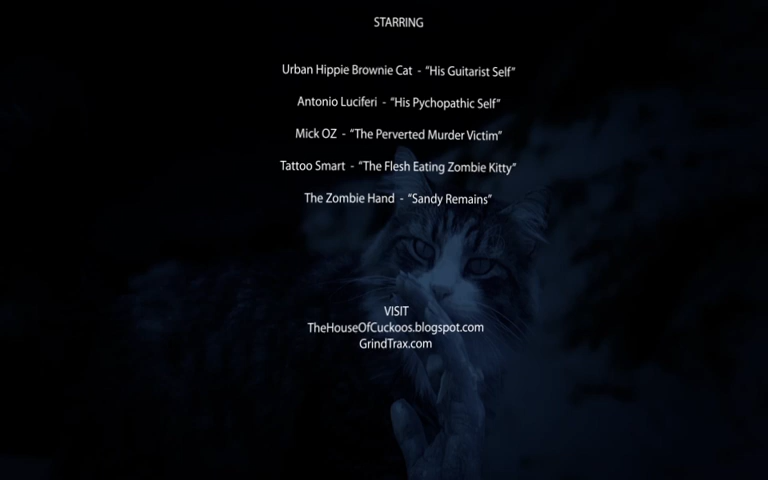 STARRING
Urban Hippie Brownie Cat - "His Guitarist Self"
Antonio Luciferi - "His Pychopathic Self"
Mick OZ - "The Perverted Murder Victim"
Tattoo Smart - "The Flesh Eating Zombie Kitty"
The Zombie Hand - "Sandy Remains"
VISIT
TheHouseOfCuckoos.blogspot.com
GrindTrax.com